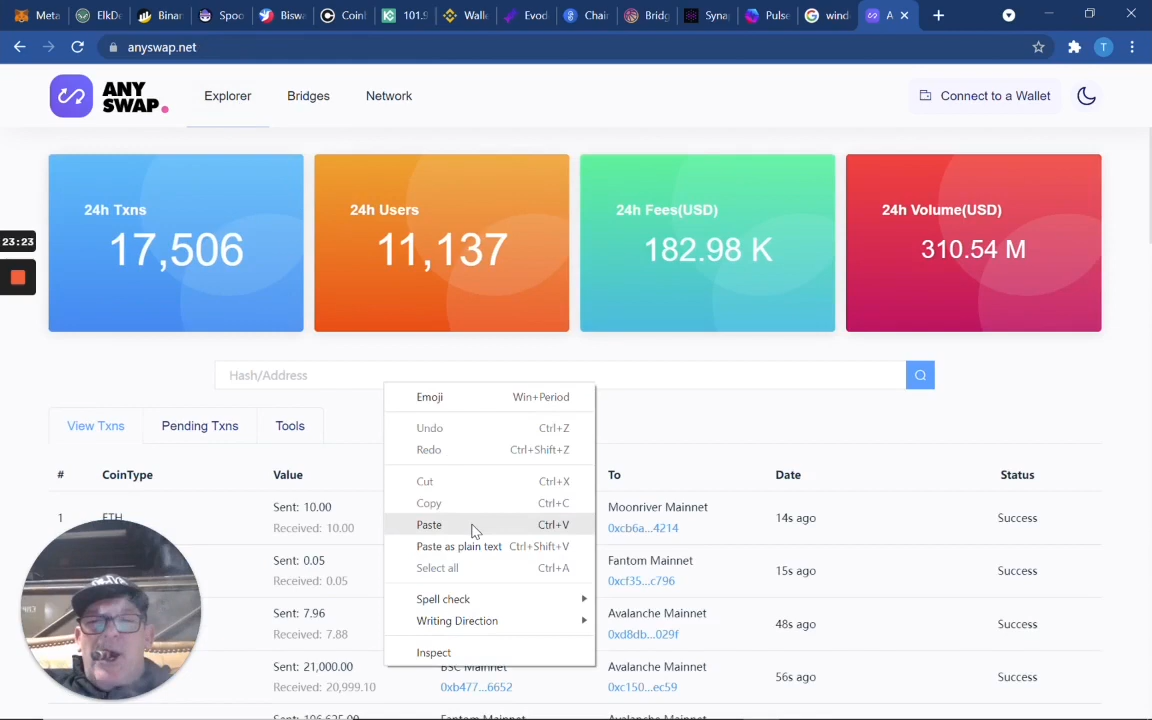 Meta
ElkDe
Binar
Spoo
Bisw
Coinl
101.9
Walle
Evod
Chair
Bridg
Syna
Pulse
wind
A
anyswap.net
T
ANY
SWAP.
Explorer
Bridges
Network
Connect to a Wallet
24h Txns
17,506
24h Users
11,137
24h Fees(USD)
182.98 K
24h Volume(USD)
310.54 M
23:23
Hash/Address
View Txns
Pending Txns
Tools
Emoji Win+Period
Undo Ctrl+Z
Redo Ctrl+Shift+Z
Cut Ctrl+X
Copy Ctrl+C
Paste Ctrl+V
Paste as plain text Ctrl+Shift+V
Select all Ctrl+A
Spell check
Writing Direction
Inspect
# CoinType Value To Date Status
1 ETH Sent: 10.00 Moonriver Mainnet 14s ago Success
Received: 10.00 0xcb6a...4214
Sent: 0.05 Fantom Mainnet 15s ago Success
Received: 0.05 0xcf35...c796
Sent: 7.96 Avalanche Mainnet 48s ago Success
Received: 7.88 0xd8db...029f
Sent: 21,000.00 BSC Mainnet Avalanche Mainnet 56s ago Success
Received: 20,999.10 0xb477...6652 0xc150...ec59